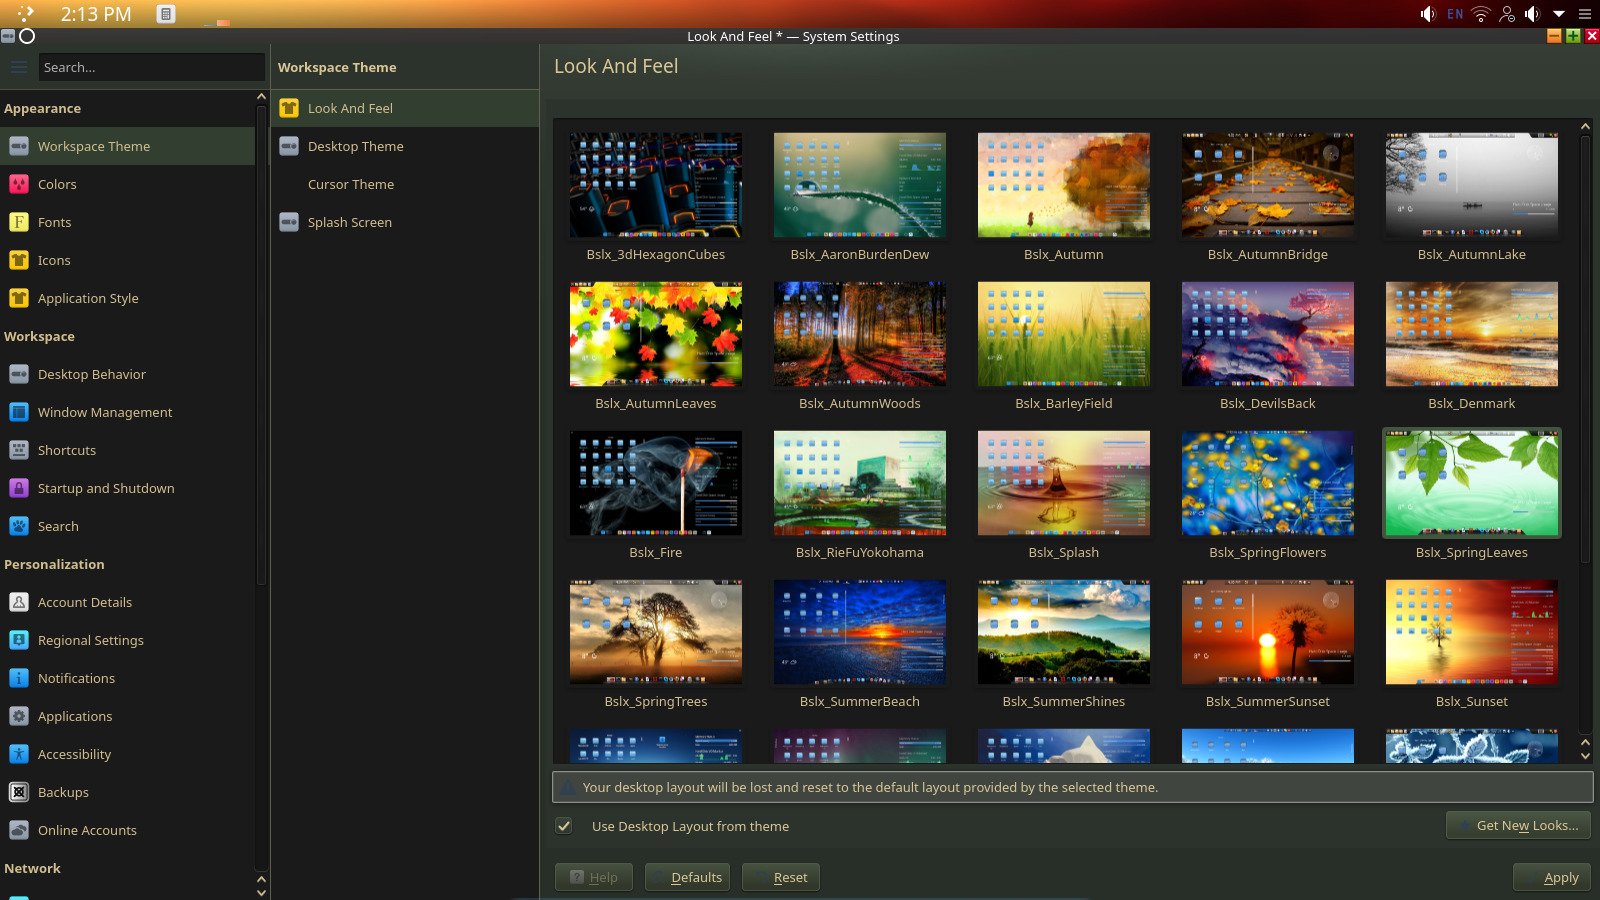 2:13 PM
EN
Look And Feel * — System Settings
Search...
Appearance
Workspace Theme
Colors
Fonts
Icons
Application Style
Workspace
Desktop Behavior
Window Management
Shortcuts
Startup and Shutdown
Search
Personalization
Account Details
Regional Settings
Notifications
Applications
Accessibility
Backups
Online Accounts
Network
Workspace Theme
Look And Feel
Desktop Theme
Cursor Theme
Splash Screen
Look And Feel
Bslx_3dHexagonCubes
Bslx_AaronBurdenDew
Bslx_Autumn
Bslx_AutumnBridge
Bslx_AutumnLake
Bslx_AutumnLeaves
Bslx_AutumnWoods
Bslx_BarleyField
Bslx_DevilsBack
Bslx_Denmark
Bslx_Fire
Bslx_RieFuYokohama
Bslx_Splash
Bslx_SpringFlowers
Bslx_SpringLeaves
Bslx_SpringTrees
Bslx_SummerBeach
Bslx_SummerShines
Bslx_SummerSunset
Bslx_Sunset
Your desktop layout will be lost and reset to the default layout provided by the selected theme.
Use Desktop Layout from theme
Get New Looks...
Help
Defaults
Reset
Apply